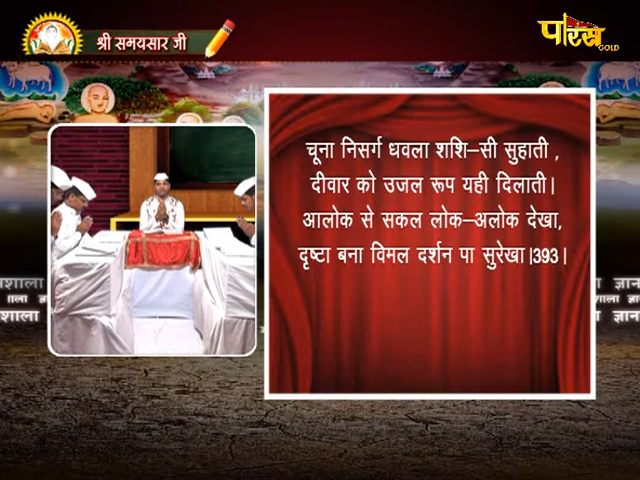 श्री समयसार जी
पारस
GOLD
चूना निसर्ग धवला शशि–सी सुहाती ,
दीवार को उजल रूप यही दिलाती।
आलोक से सकल लोक–अलोक देखा,
दृष्टा बना विमल दर्शन पा सुरेखा।393।